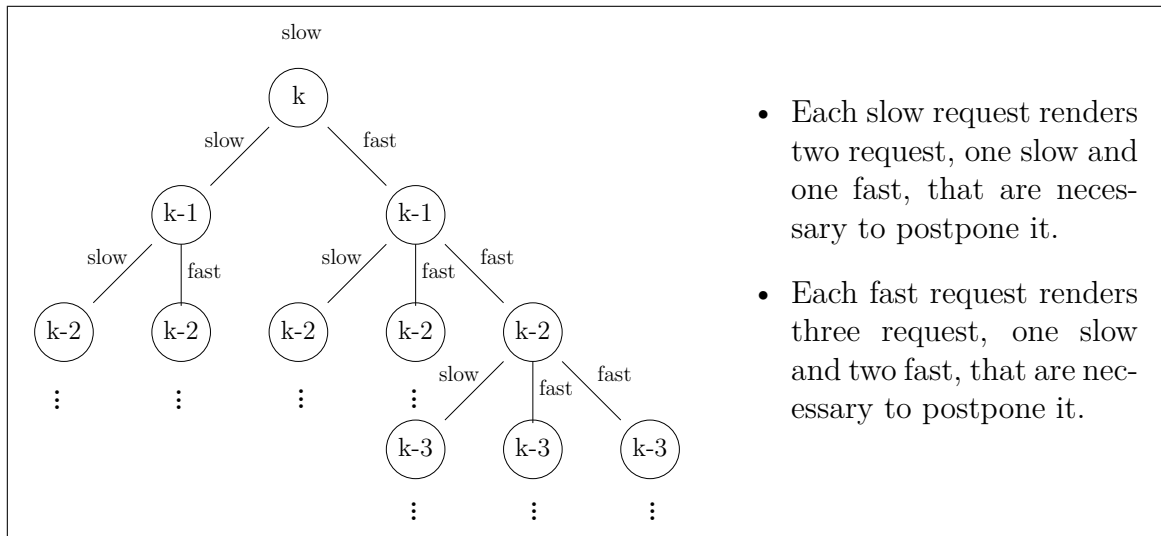 slow
k
slow fast
k-1 k-1
slow fast slow fast fast
k-2 k-2 k-2 k-2 k-2
slow fast fast
k-3 k-3 k-3
• Each slow request renders
two request, one slow and
one fast, that are neces-
sary to postpone it.
• Each fast request renders
three request, one slow
and two fast, that are nec-
essary to postpone it.